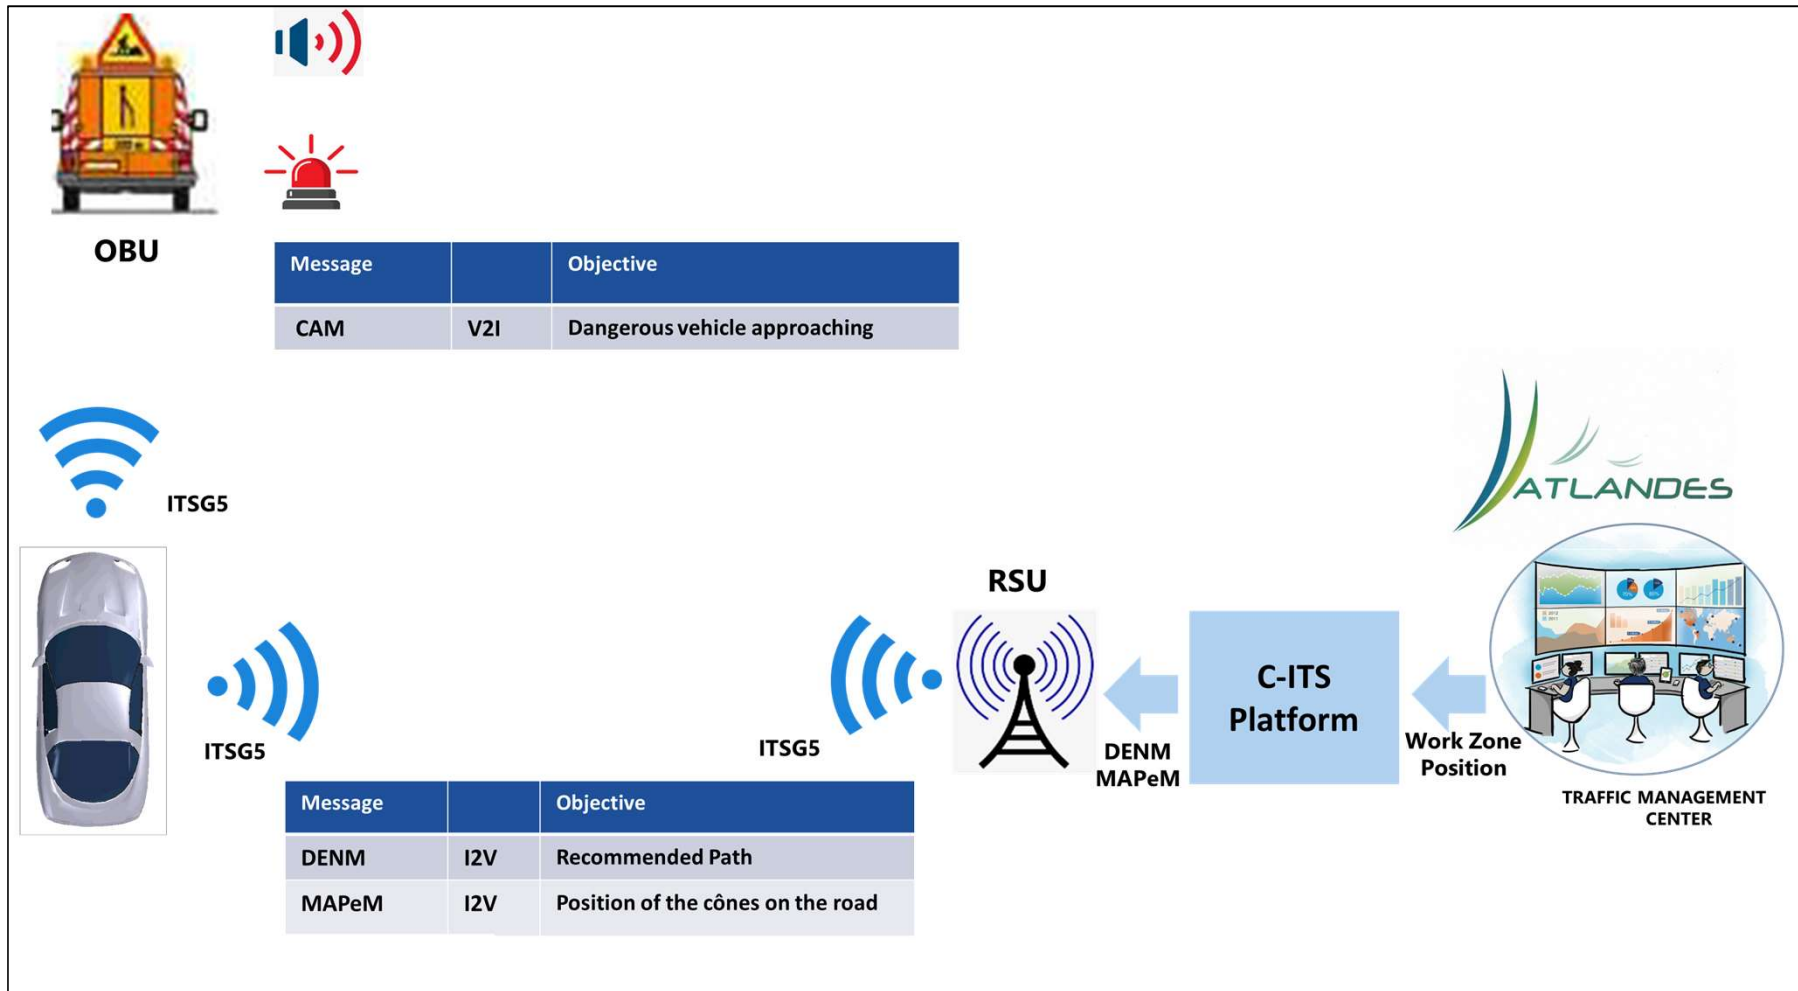 OBU
Message Objective
CAM V2I Dangerous vehicle approaching
ITSG5
ATLANDES
RSU
C-ITS
Platform
ITSG5
ITSG5
DENM
MAPeM
Work Zone
Position
TRAFFIC MANAGEMENT
CENTER
Message Objective
DENM I2V Recommended Path
MAPeM I2V Position of the cônes on the road